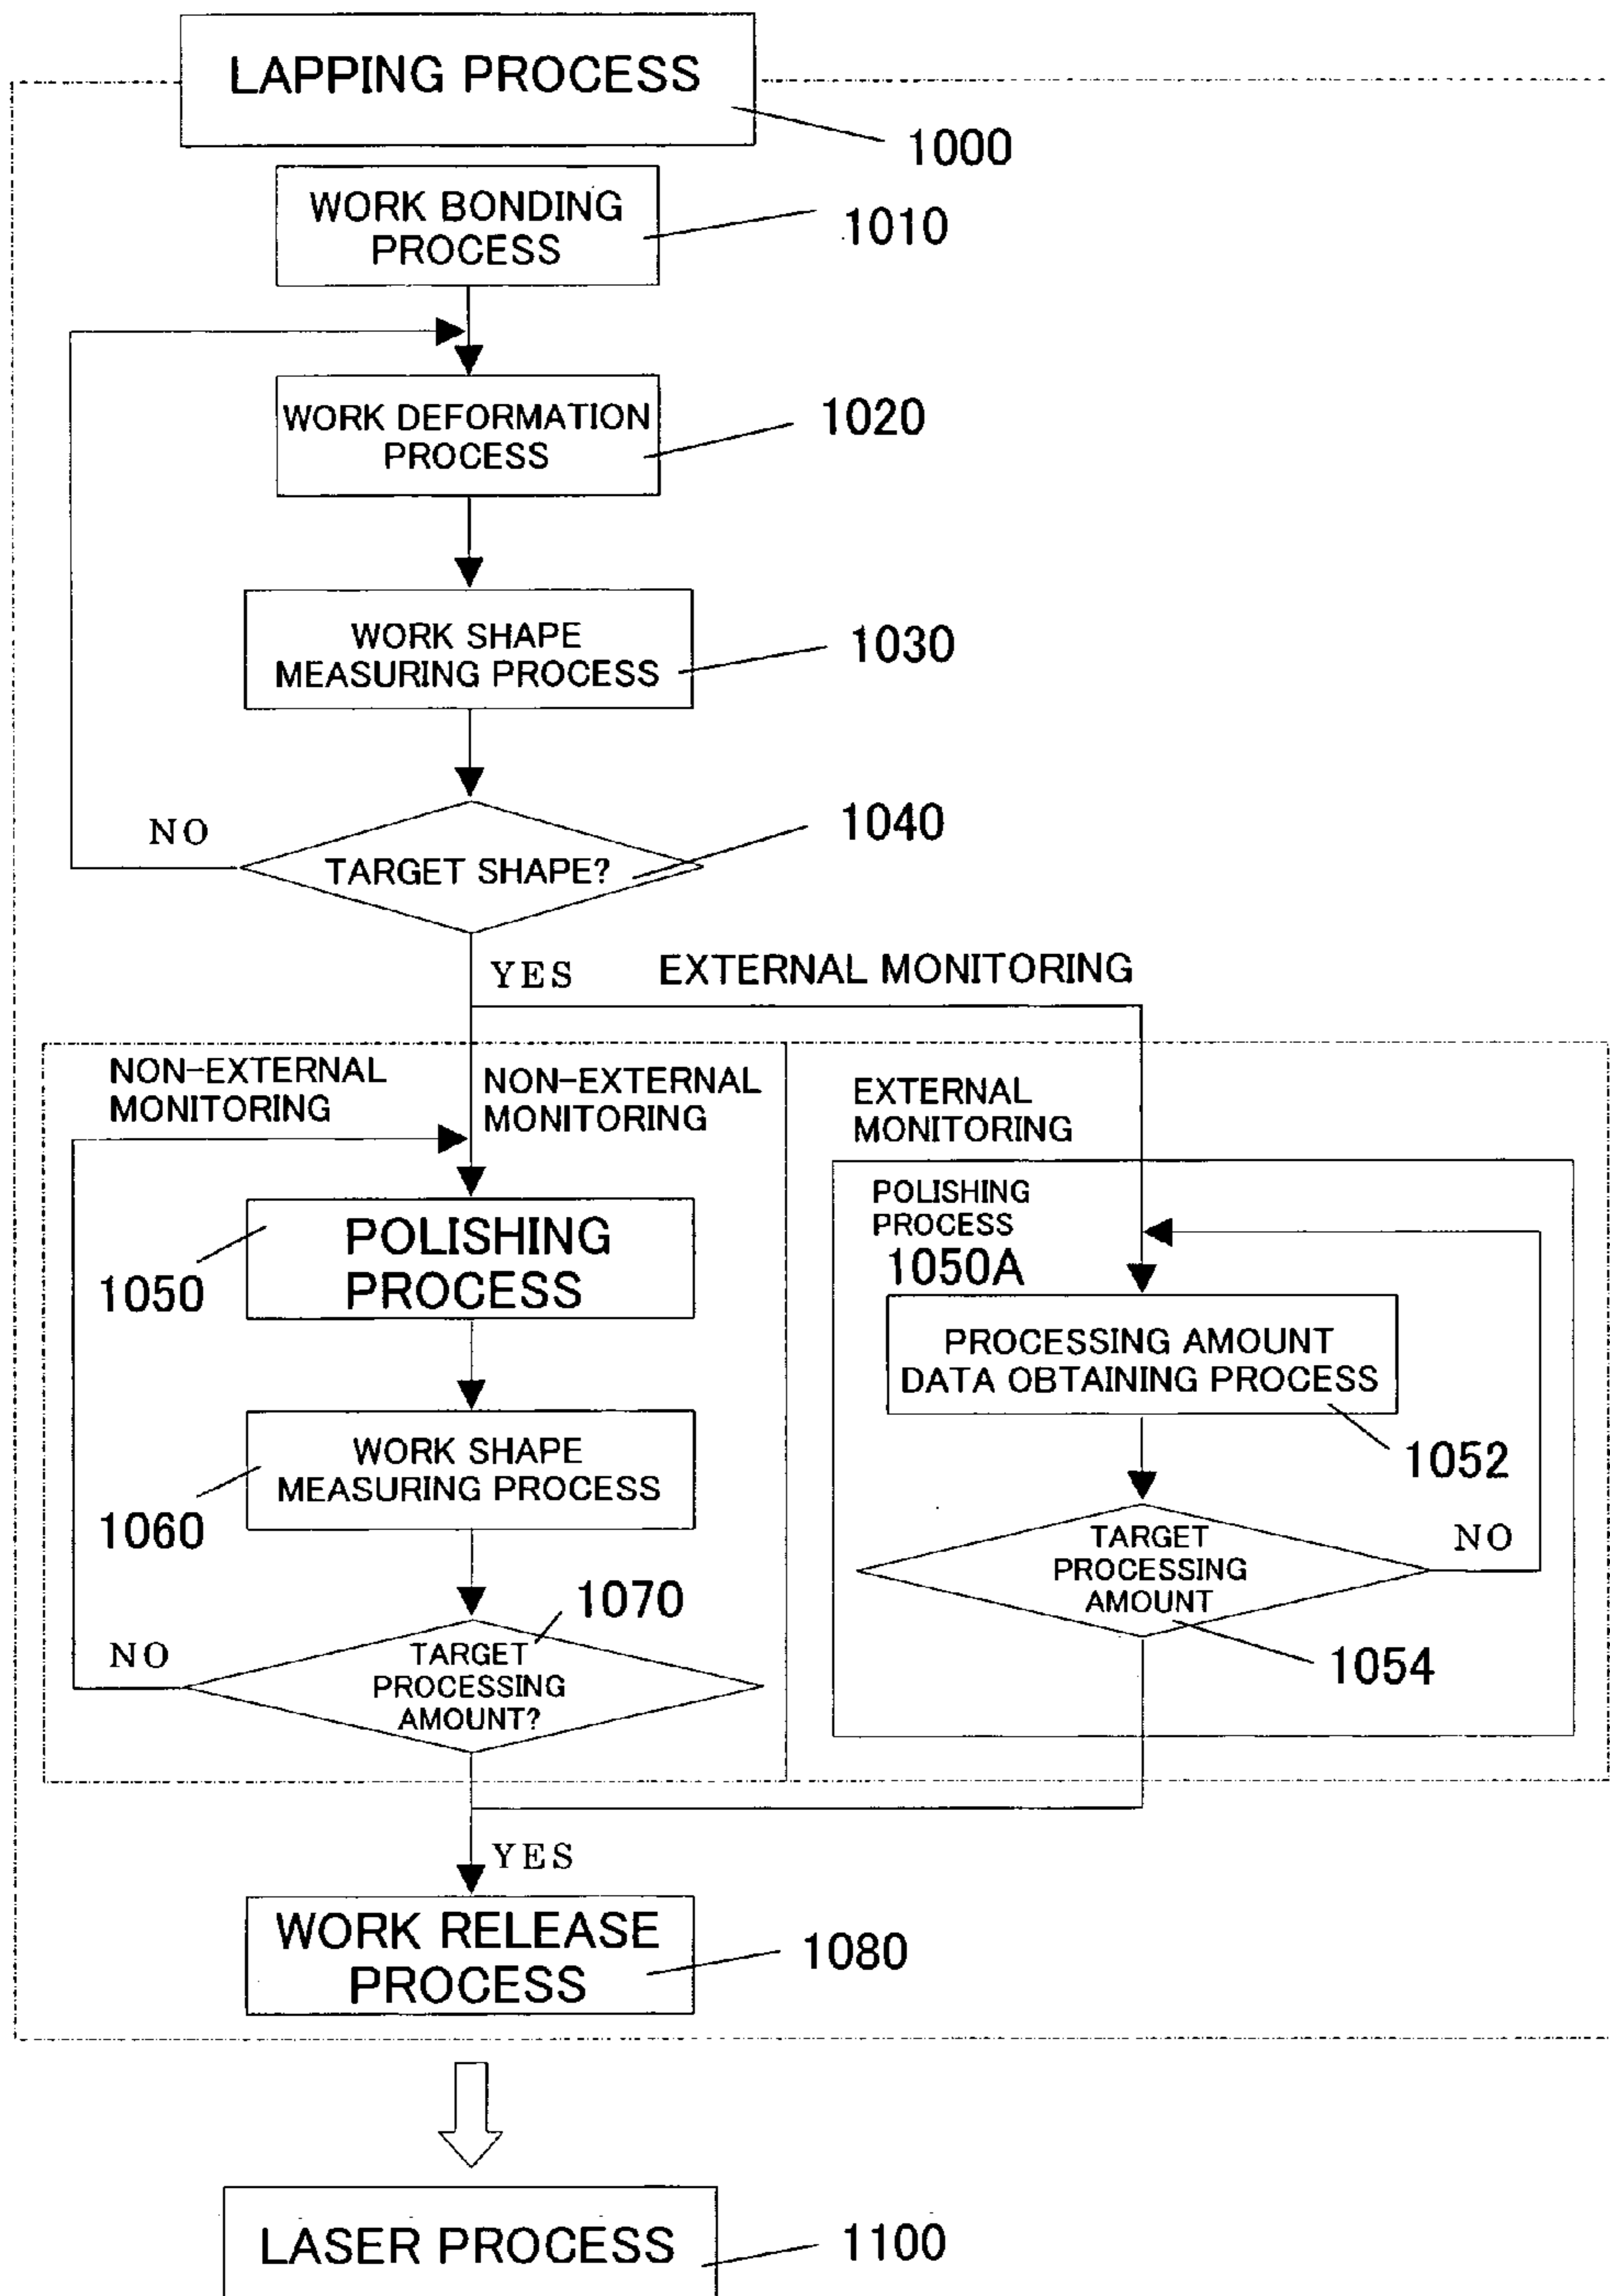 LAPPING PROCESS
1000
WORK BONDING
PROCESS
1010
WORK DEFORMATION
PROCESS
1020
WORK SHAPE
MEASURING PROCESS
1030
NO
TARGET SHAPE?
1040
YES
EXTERNAL MONITORING
NON-EXTERNAL
MONITORING
NON-EXTERNAL
MONITORING
POLISHING
PROCESS
1050
WORK SHAPE
MEASURING PROCESS
1060
1070
NO
TARGET
PROCESSING
AMOUNT?
EXTERNAL
MONITORING
POLISHING
PROCESS
1050A
PROCESSING AMOUNT
DATA OBTAINING PROCESS
1052
TARGET
PROCESSING
AMOUNT
NO
1054
YES
WORK RELEASE
PROCESS
1080
LASER PROCESS
1100